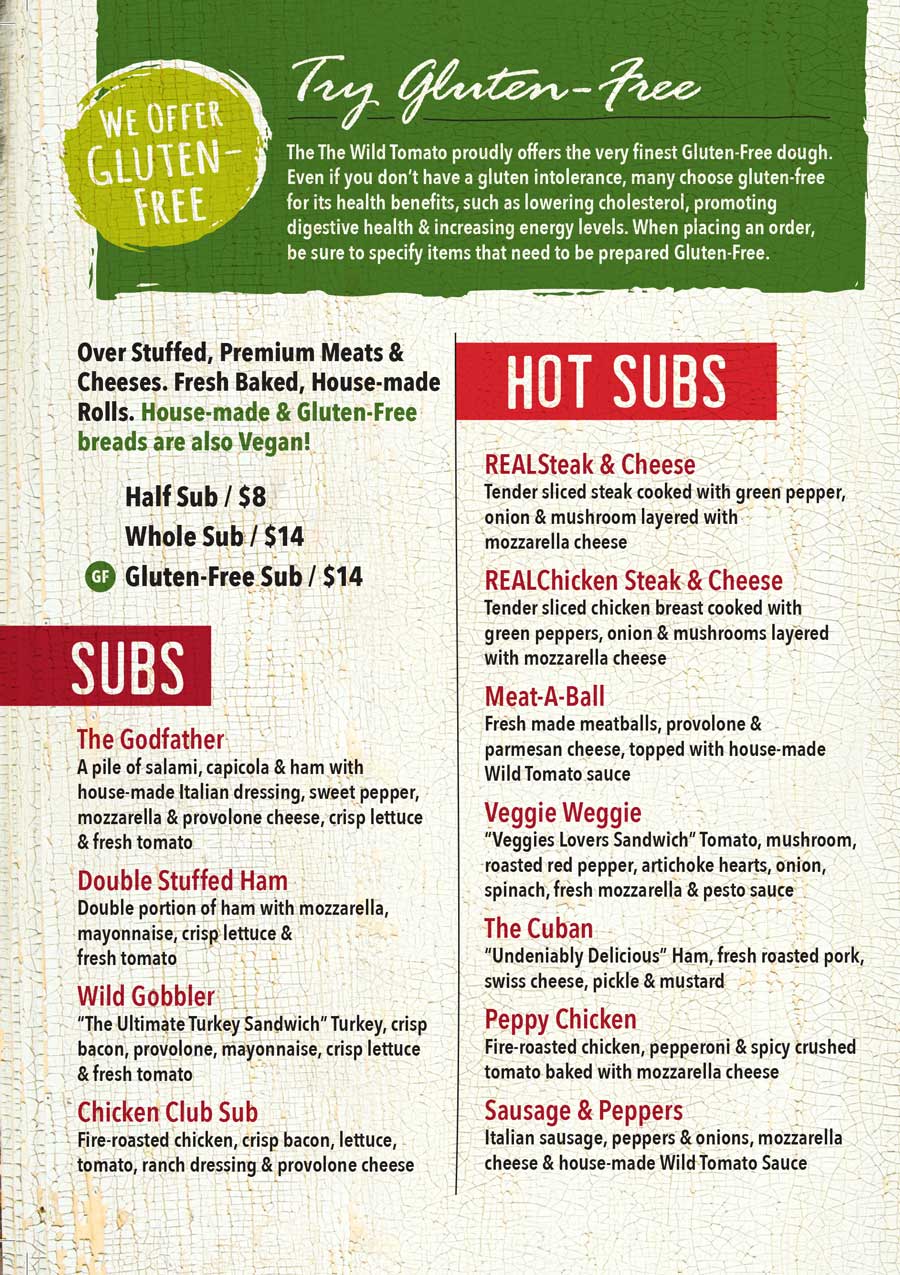 We Offer
Gluten-
Free
Try Gluten-Free
The The Wild Tomato proudly offers the very finest Gluten-Free dough.
Even if you don't have a gluten intolerance, many choose gluten-free
for its health benefits, such as lowering cholesterol, promoting
digestive health & increasing energy levels. When placing an order,
be sure to specify items that need to be prepared Gluten-Free.
Over Stuffed, Premium Meats &
Cheeses. Fresh Baked, House-made
Rolls. House-made & Gluten-Free
breads are also Vegan!
Half Sub / $8
Whole Sub / $14
GF Gluten-Free Sub / $14
SUBS
The Godfather
A pile of salami, capicola & ham with
house-made Italian dressing, sweet pepper,
mozzarella & provolone cheese, crisp lettuce
& fresh tomato
Double Stuffed Ham
Double portion of ham with mozzarella,
mayonnaise, crisp lettuce &
fresh tomato
Wild Gobbler
"The Ultimate Turkey Sandwich" Turkey, crisp
bacon, provolone, mayonnaise, crisp lettuce
& fresh tomato
Chicken Club Sub
Fire-roasted chicken, crisp bacon, lettuce,
tomato, ranch dressing & provolone cheese
HOT SUBS
REALSteak & Cheese
Tender sliced steak cooked with green pepper,
onion & mushroom layered with
mozzarella cheese
REALChicken Steak & Cheese
Tender sliced chicken breast cooked with
green peppers, onion & mushrooms layered
with mozzarella cheese
Meat-A-Ball
Fresh made meatballs, provolone &
parmesan cheese, topped with house-made
Wild Tomato sauce
Veggie Weggie
"Veggies Lovers Sandwich" Tomato, mushroom,
roasted red pepper, artichoke hearts, onion,
spinach, fresh mozzarella & pesto sauce
The Cuban
"Undeniably Delicious" Ham, fresh roasted pork,
swiss cheese, pickle & mustard
Peppy Chicken
Fire-roasted chicken, pepperoni & spicy crushed
tomato baked with mozzarella cheese
Sausage & Peppers
Italian sausage, peppers & onions, mozzarella
cheese & house-made Wild Tomato Sauce